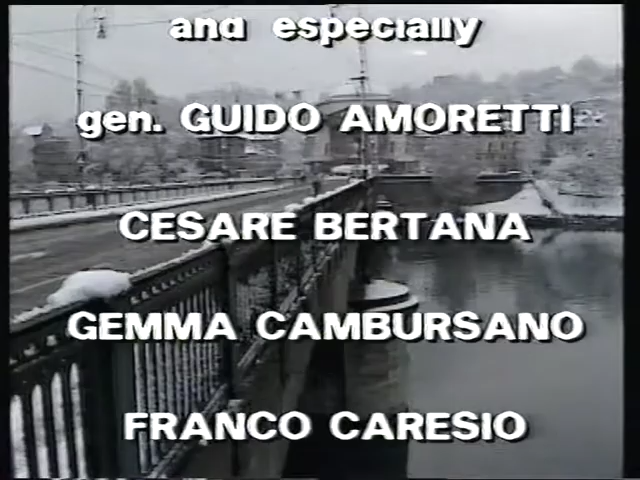 and especially
gen. GUIDO AMORETTI
CESARE BERTANA
GEMMA CAMBURSANO
FRANCO CARESIO